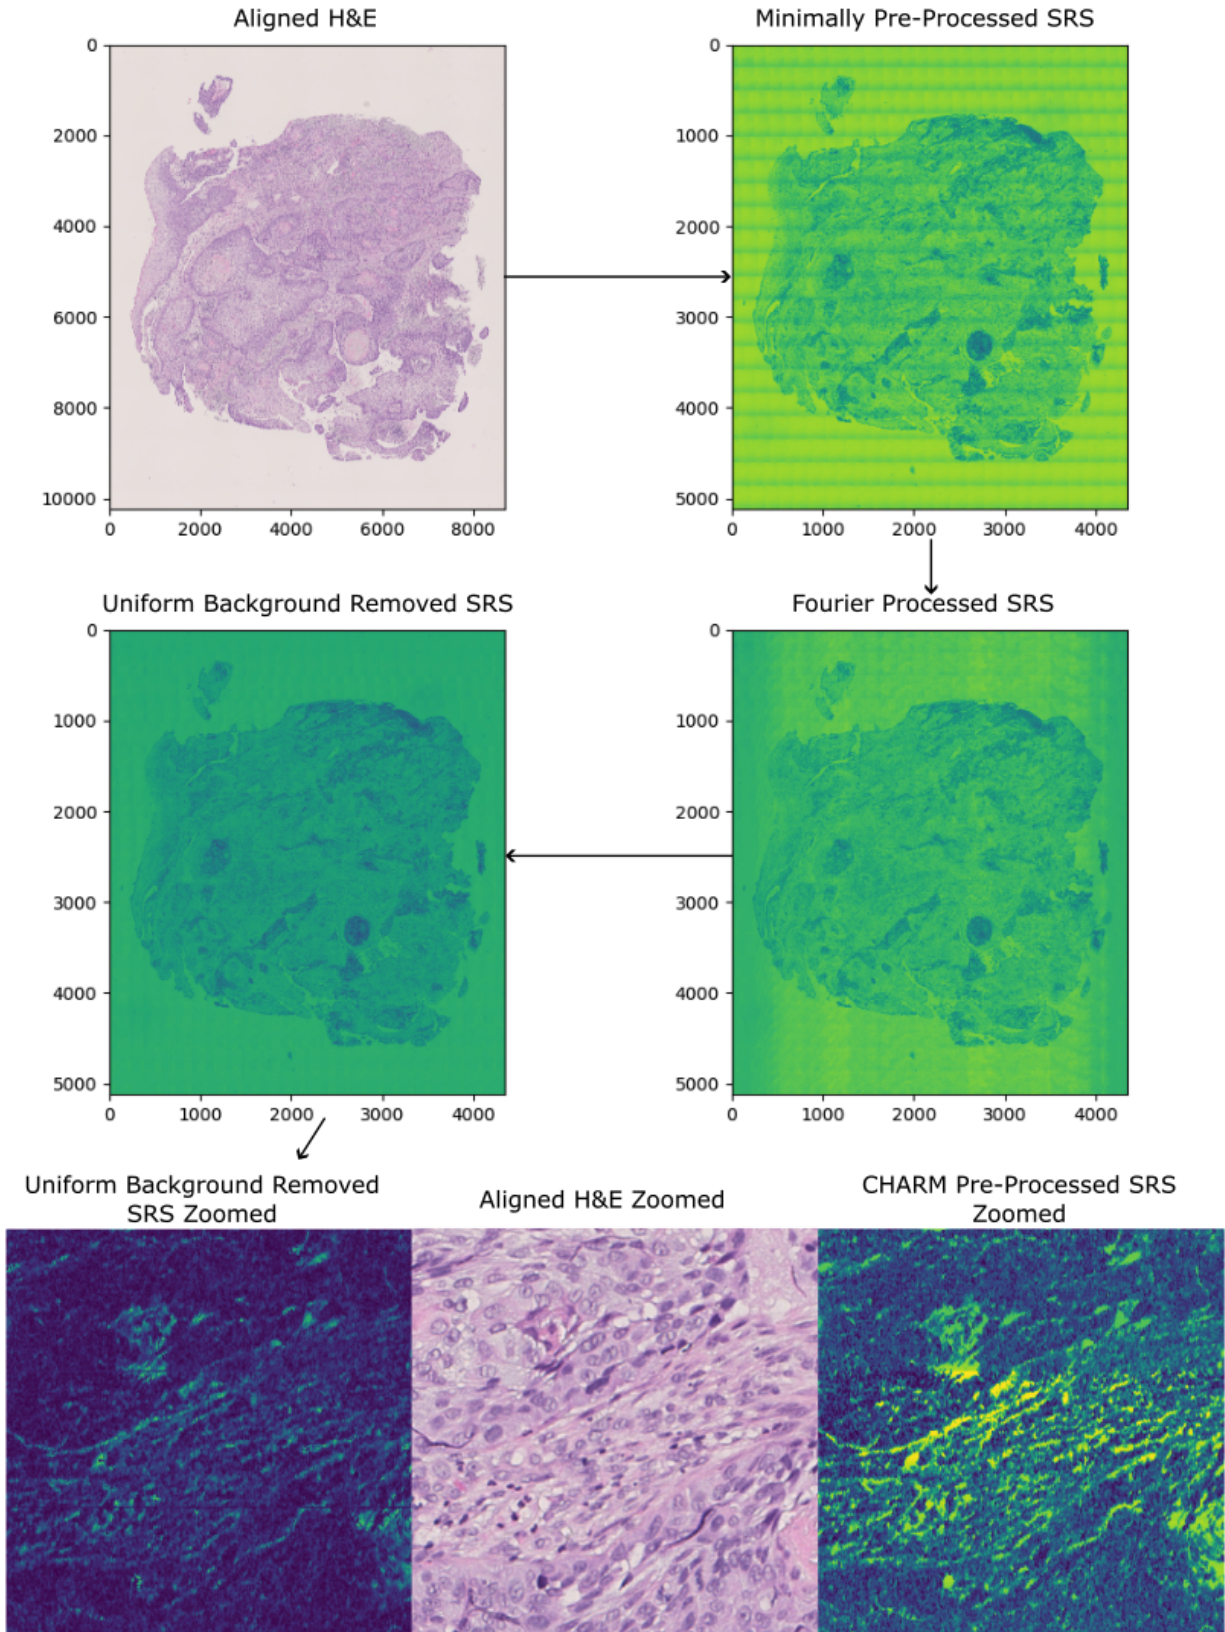 Aligned H&E
Minimally Pre-Processed SRS
0
2000
4000
6000
8000
10000
0 2000 4000 6000 8000
0
1000
2000
3000
4000
5000
0 1000 2000 3000 4000
Uniform Background Removed SRS
Fourier Processed SRS
0
1000
2000
3000
4000
5000
0 1000 2000 3000 4000
0
1000
2000
3000
4000
5000
0 1000 2000 3000 4000
Uniform Background Removed
SRS Zoomed
Aligned H&E Zoomed
CHARM Pre-Processed SRS
Zoomed